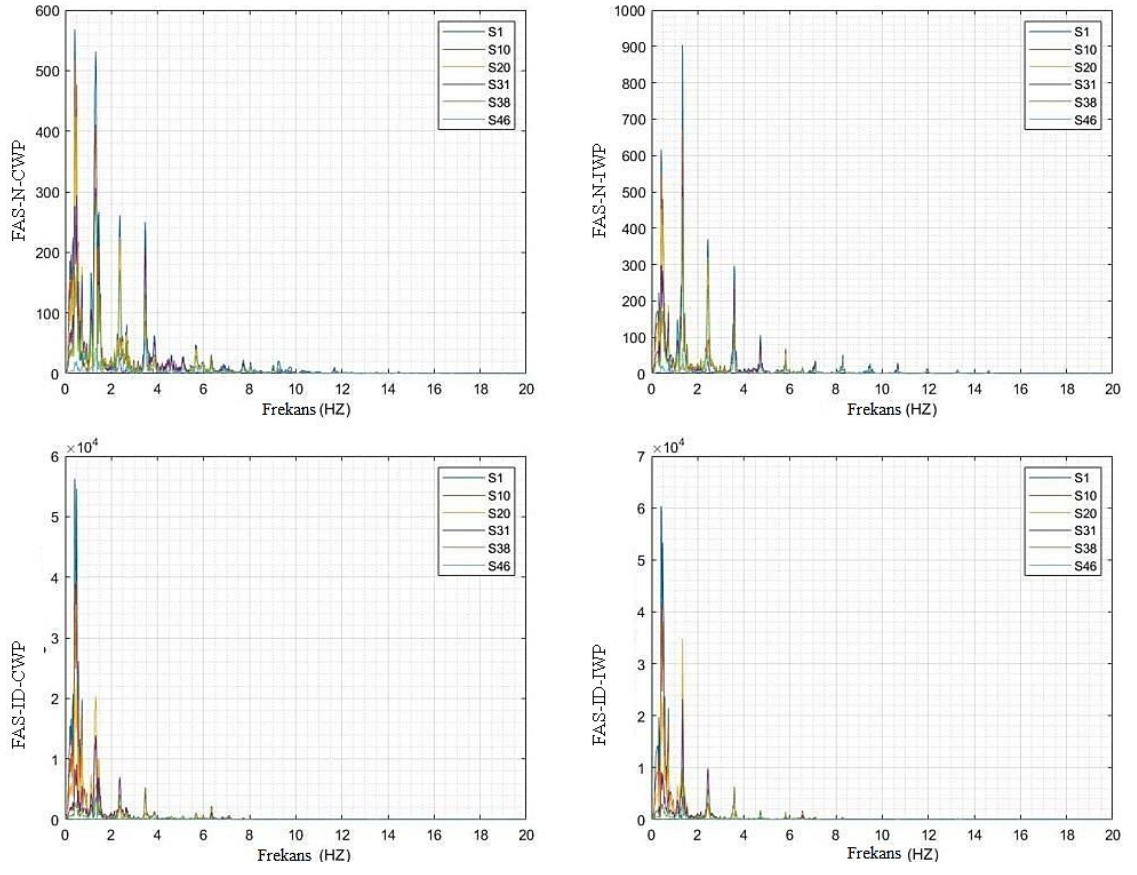 600
500
400
300
200
100
0
FAS-N-CWP
S1
S10
S20
S31
S38
S46
0 2 4 6 8 10 12 14 16 18 20
Frekans (HZ)
1000
900
800
700
600
500
400
300
200
100
0
FAS-N-IWP
S1
S10
S20
S31
S38
S46
0 2 4 6 8 10 12 14 16 18 20
Frekans (HZ)
×10⁴
6
5
4
3
2
1
0
FAS-ID-CWP
S1
S10
S20
S31
S38
S46
0 2 4 6 8 10 12 14 16 18 20
Frekans (HZ)
×10⁴
7
6
5
4
3
2
1
0
FAS-ID-IWP
S1
S10
S20
S31
S38
S46
0 2 4 6 8 10 12 14 16 18 20
Frekans (HZ)